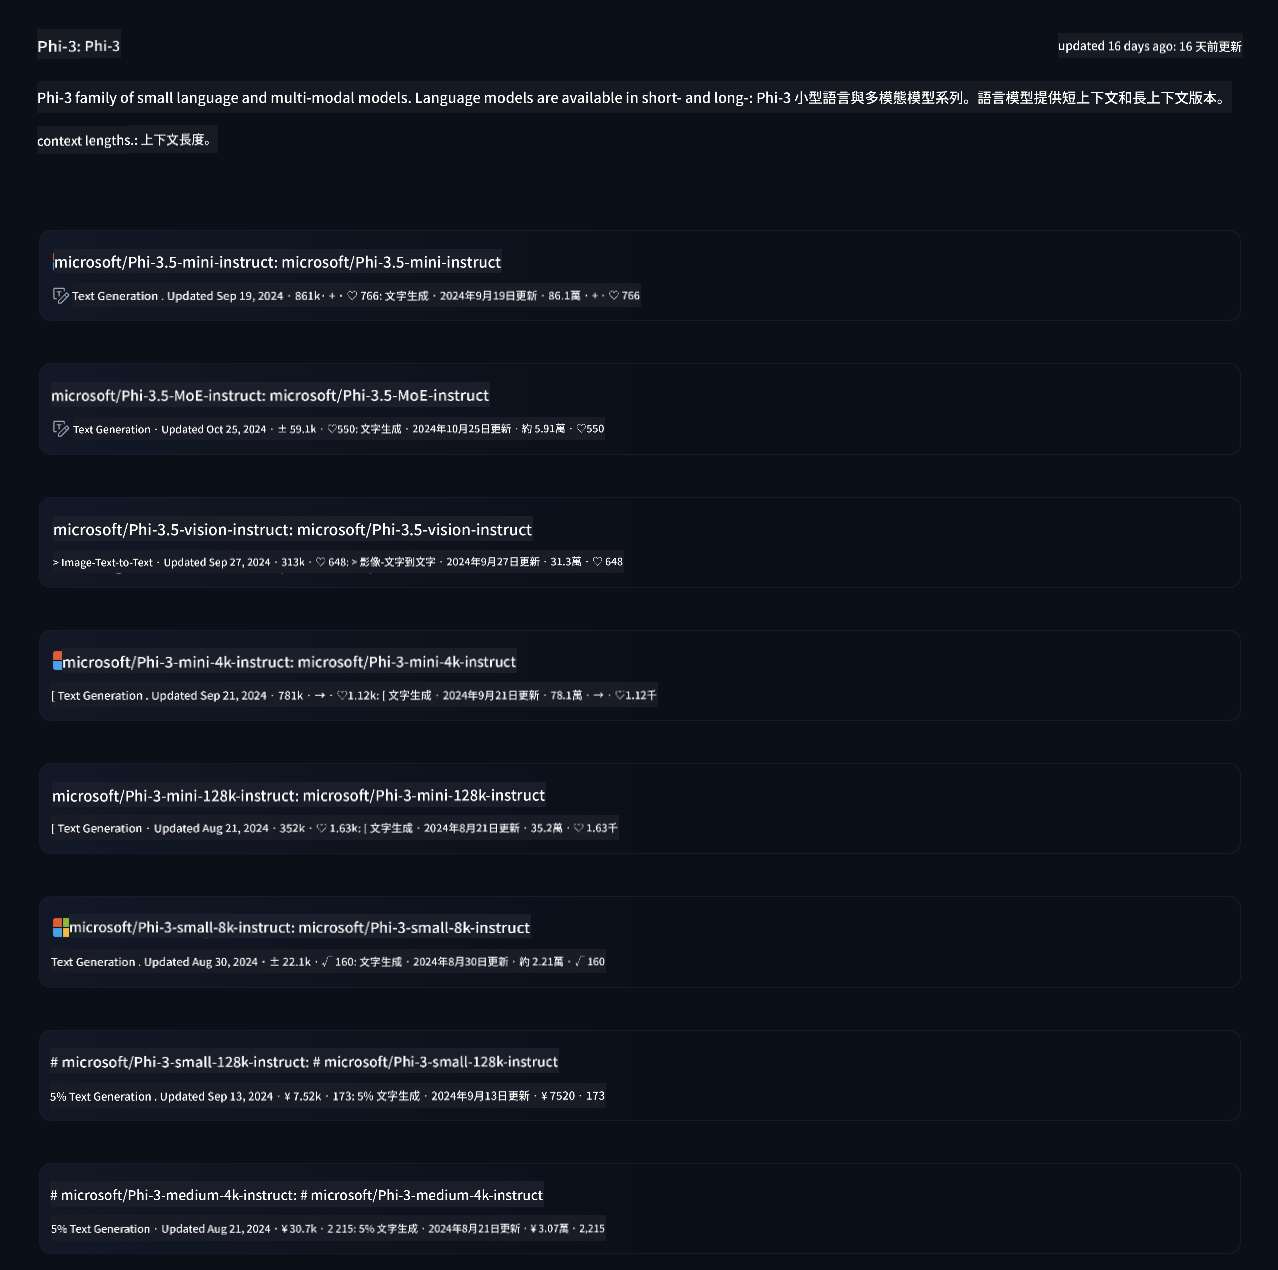 Phi-3: Phi-3
updated 16 days ago: 16 天前更新
Phi-3 family of small language and multi-modal models. Language models are available in short- and long-: Phi-3 小型語言與多模態模型系列。語言模型提供短上下文和長上下文版本。
context lengths.: 上下文長度。
microsoft/Phi-3.5-mini-instruct: microsoft/Phi-3.5-mini-instruct
Text Generation . Updated Sep 19, 2024 · 861k · + · ♡ 766: 文字生成 · 2024年9月19日更新 · 86.1萬 · + · ♡ 766
microsoft/Phi-3.5-MoE-instruct: microsoft/Phi-3.5-MoE-instruct
Text Generation · Updated Oct 25, 2024 · ± 59.1k · ♡550: 文字生成 · 2024年10月25日更新 · 約 5.91萬 · ♡550
microsoft/Phi-3.5-vision-instruct: microsoft/Phi-3.5-vision-instruct
> Image-Text-to-Text · Updated Sep 27, 2024 · 313k · ♡ 648: > 影像-文字到文字 · 2024年9月27日更新 · 31.3萬 · ♡ 648
microsoft/Phi-3-mini-4k-instruct: microsoft/Phi-3-mini-4k-instruct
[ Text Generation . Updated Sep 21, 2024 · 781k · → · ♡1.12k: [ 文字生成 · 2024年9月21日更新 · 78.1萬 · → · ♡1.12千
microsoft/Phi-3-mini-128k-instruct: microsoft/Phi-3-mini-128k-instruct
[ Text Generation · Updated Aug 21, 2024 · 352k · ♡ 1.63k: [ 文字生成 · 2024年8月21日更新 · 35.2萬 · ♡ 1.63千
microsoft/Phi-3-small-8k-instruct: microsoft/Phi-3-small-8k-instruct
Text Generation . Updated Aug 30, 2024 · ± 22.1k · √ 160: 文字生成 · 2024年8月30日更新 · 約 2.21萬 · √ 160
# microsoft/Phi-3-small-128k-instruct: # microsoft/Phi-3-small-128k-instruct
5% Text Generation . Updated Sep 13, 2024 · ¥ 7.52k · 173: 5% 文字生成 · 2024年9月13日更新 · ¥ 7520 · 173
# microsoft/Phi-3-medium-4k-instruct: # microsoft/Phi-3-medium-4k-instruct
5% Text Generation · Updated Aug 21, 2024 · ¥ 30.7k · 2 215: 5% 文字生成 · 2024年8月21日更新 · ¥ 3.07萬 · 2,215